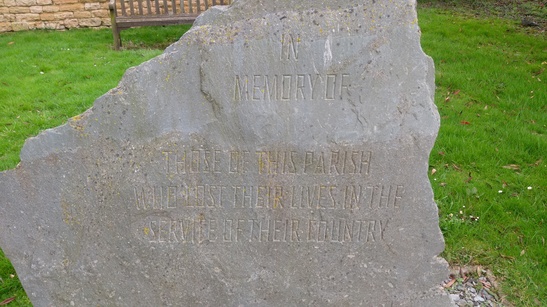 IN
MEMORY OF
THOSE OF THIS PARISH
WHO LOST THEIR LIVES IN THE
SERVICE OF THEIR COUNTRY